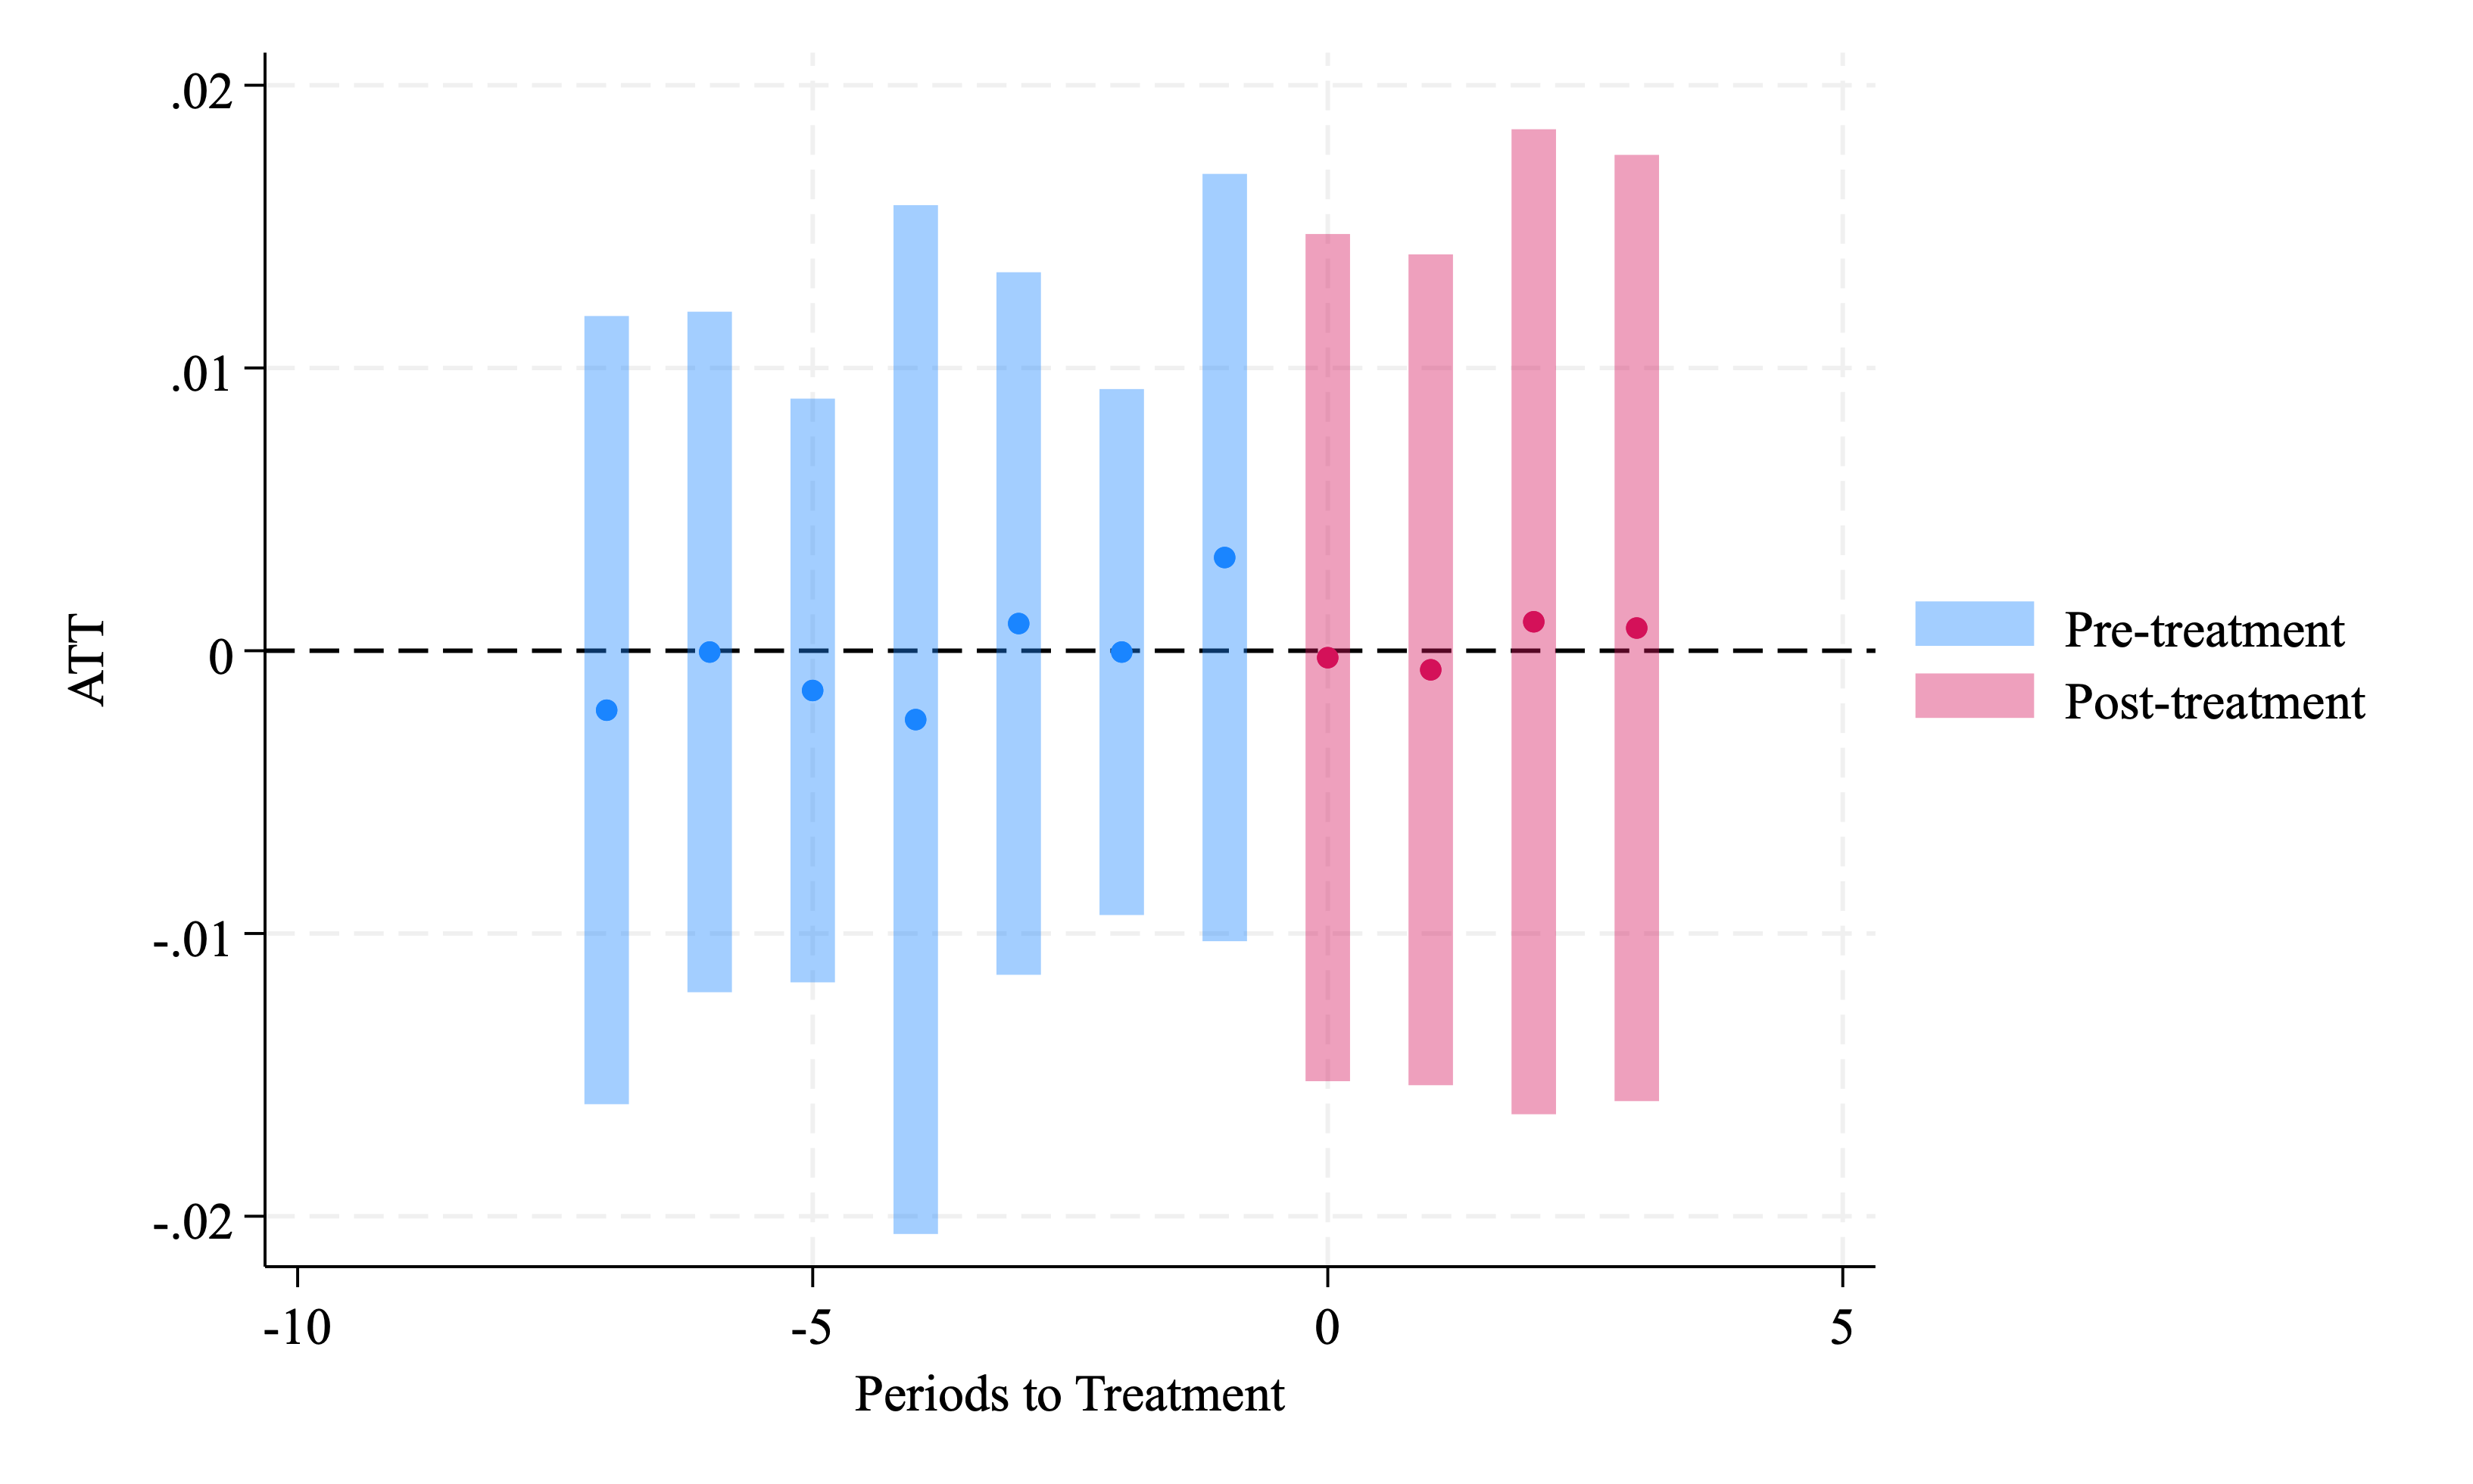 .02
.01
0
-.01
-.02
ATT
-10
-5
0
5
Periods to Treatment
Pre-treatment
Post-treatment